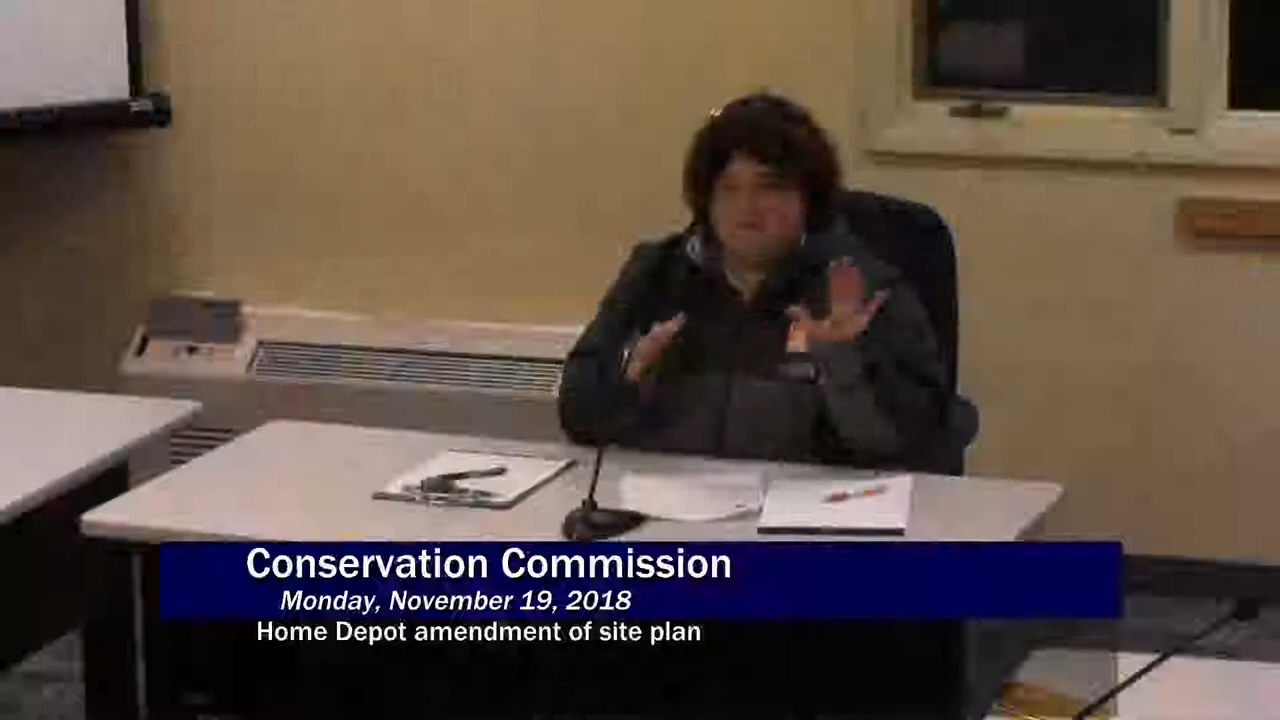 Conservation Commission
Monday, November 19, 2018
Home Depot amendment of site plan